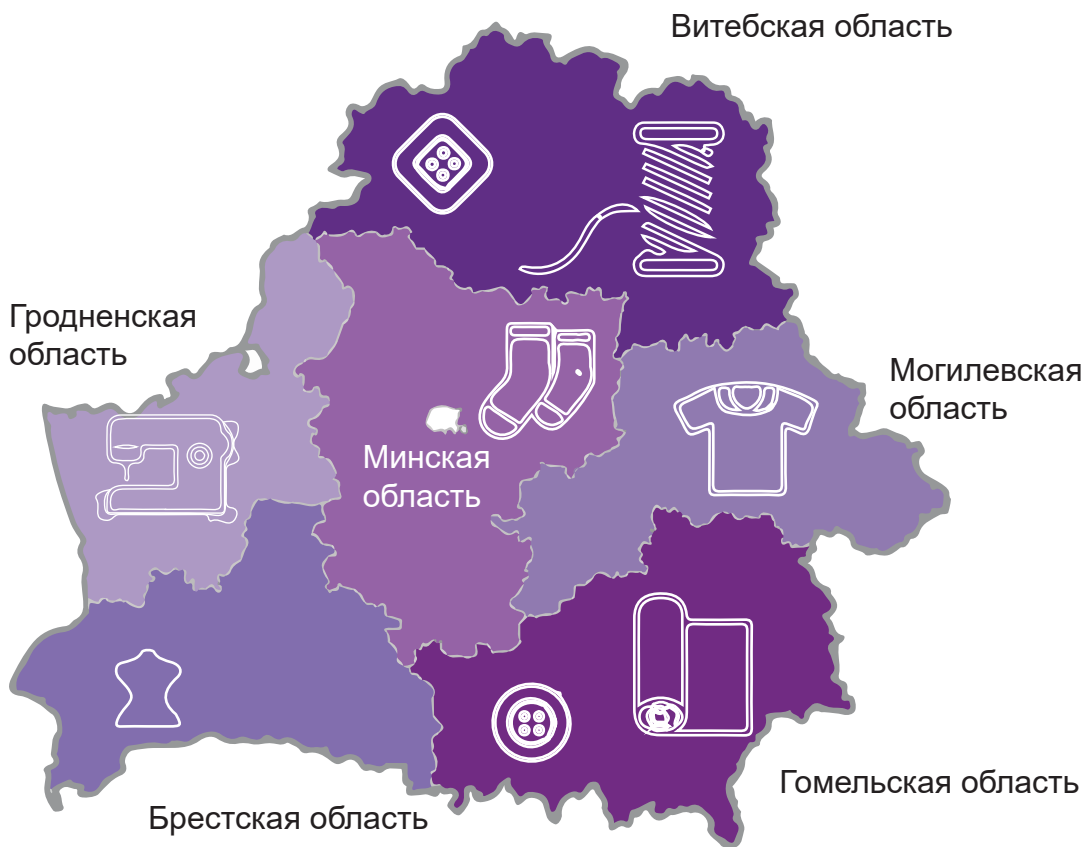 Витебская область
Гродненская
область
Могилевская
область
Минская
область
Гомельская область
Брестская область